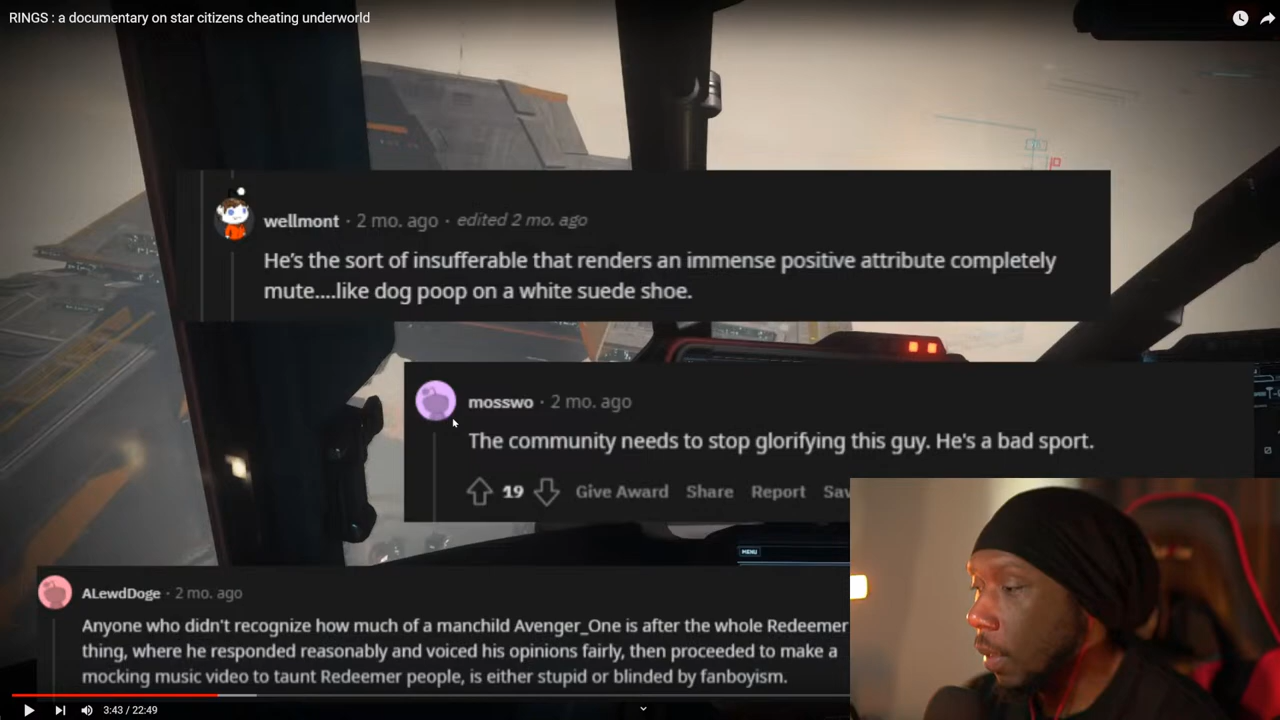 RINGS : a documentary on star citizens cheating underworld
wellmont · 2 mo. ago · edited 2 mo. ago
He's the sort of insufferable that renders an immense positive attribute completely
mute....like dog poop on a white suede shoe.
mosswo · 2 mo. ago
The community needs to stop glorifying this guy. He's a bad sport.
19 Give Award Share Report Sav
MENU
ALewdDoge · 2 mo. ago
Anyone who didn't recognize how much of a manchild Avenger_One is after the whole Redeemer
thing, where he responded reasonably and voiced his opinions fairly, then proceeded to make a
mocking music video to taunt Redeemer people, is either stupid or blinded by fanboyism.
3:43 / 22:49